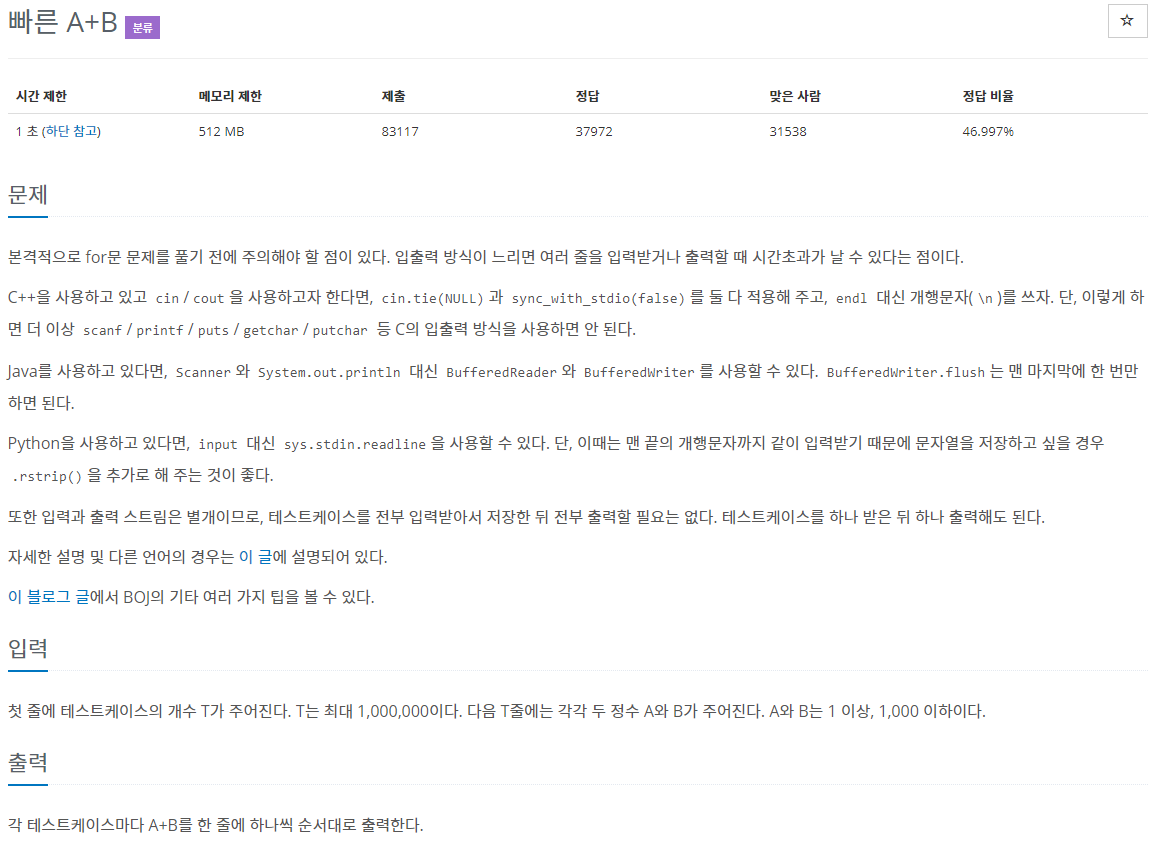 빠른 A+B 분류
시간 제한 메모리 제한 제출 정답 맞은 사람 정답 비율
1 초 (하단 참고) 512 MB 83117 37972 31538 46.997%
문제
본격적으로 for문 문제를 풀기 전에 주의해야 할 점이 있다. 입출력 방식이 느리면 여러 줄을 입력받거나 출력할 때 시간초과가 날 수 있다는 점이다.
C++을 사용하고 있고 cin / cout 을 사용하고자 한다면, cin.tie(NULL) 과 sync_with_stdio(false) 를 둘 다 적용해 주고, endl 대신 개행문자( \n )를 쓰자. 단, 이렇게 하
면 더 이상 scanf / printf / puts / getchar / putchar 등 C의 입출력 방식을 사용하면 안 된다.
Java를 사용하고 있다면, Scanner 와 System.out.println 대신 BufferedReader 와 BufferedWriter 를 사용할 수 있다. BufferedWriter.flush 는 맨 마지막에 한 번만
하면 된다.
Python을 사용하고 있다면, input 대신 sys.stdin.readline 을 사용할 수 있다. 단, 이때는 맨 끝의 개행문자까지 같이 입력받기 때문에 문자열을 저장하고 싶을 경우
.rstrip() 을 추가로 해 주는 것이 좋다.
또한 입력과 출력 스트림은 별개이므로, 테스트케이스를 전부 입력받아서 저장한 뒤 전부 출력할 필요는 없다. 테스트케이스를 하나 받은 뒤 하나 출력해도 된다.
자세한 설명 및 다른 언어의 경우는 이 글에 설명되어 있다.
이 블로그 글에서 BOJ의 기타 여러 가지 팁을 볼 수 있다.
입력
첫 줄에 테스트케이스의 개수 T가 주어진다. T는 최대 1,000,000이다. 다음 T줄에는 각각 두 정수 A와 B가 주어진다. A와 B는 1 이상, 1,000 이하이다.
출력
각 테스트케이스마다 A+B를 한 줄에 하나씩 순서대로 출력한다.